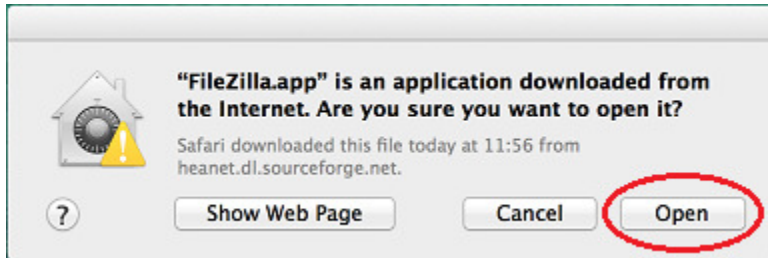 “FileZilla.app” is an application downloaded from
the Internet. Are you sure you want to open it?
Safari downloaded this file today at 11:56 from
heanet.dl.sourceforge.net.
? Show Web Page Cancel Open